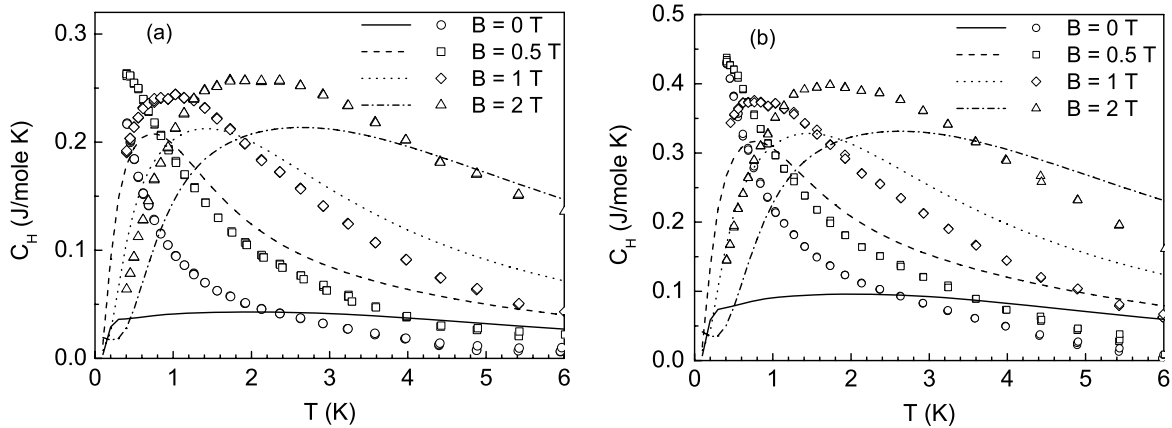 (a)
B = 0 T
B = 0.5 T
B = 1 T
B = 2 T
0.3
0.2
0.1
0.0
C_H (J/mole K)
0 1 2 3 4 5 6
T (K)
(b)
B = 0 T
B = 0.5 T
B = 1 T
B = 2 T
0.5
0.4
0.3
0.2
0.1
0.0
C_H (J/mole K)
0 1 2 3 4 5 6
T (K)